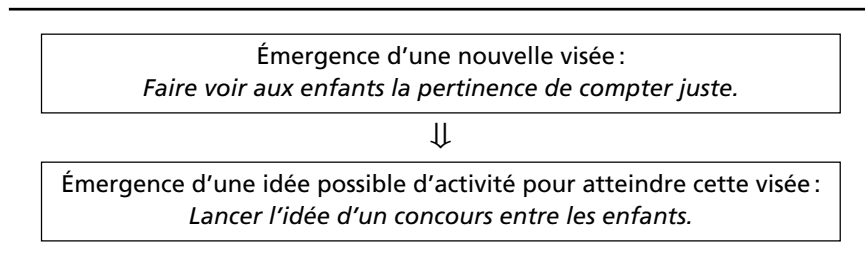 Émergence d’une nouvelle visée :
Faire voir aux enfants la pertinence de compter juste.
⇓
Émergence d’une idée possible d’activité pour atteindre cette visée :
Lancer l’idée d’un concours entre les enfants.